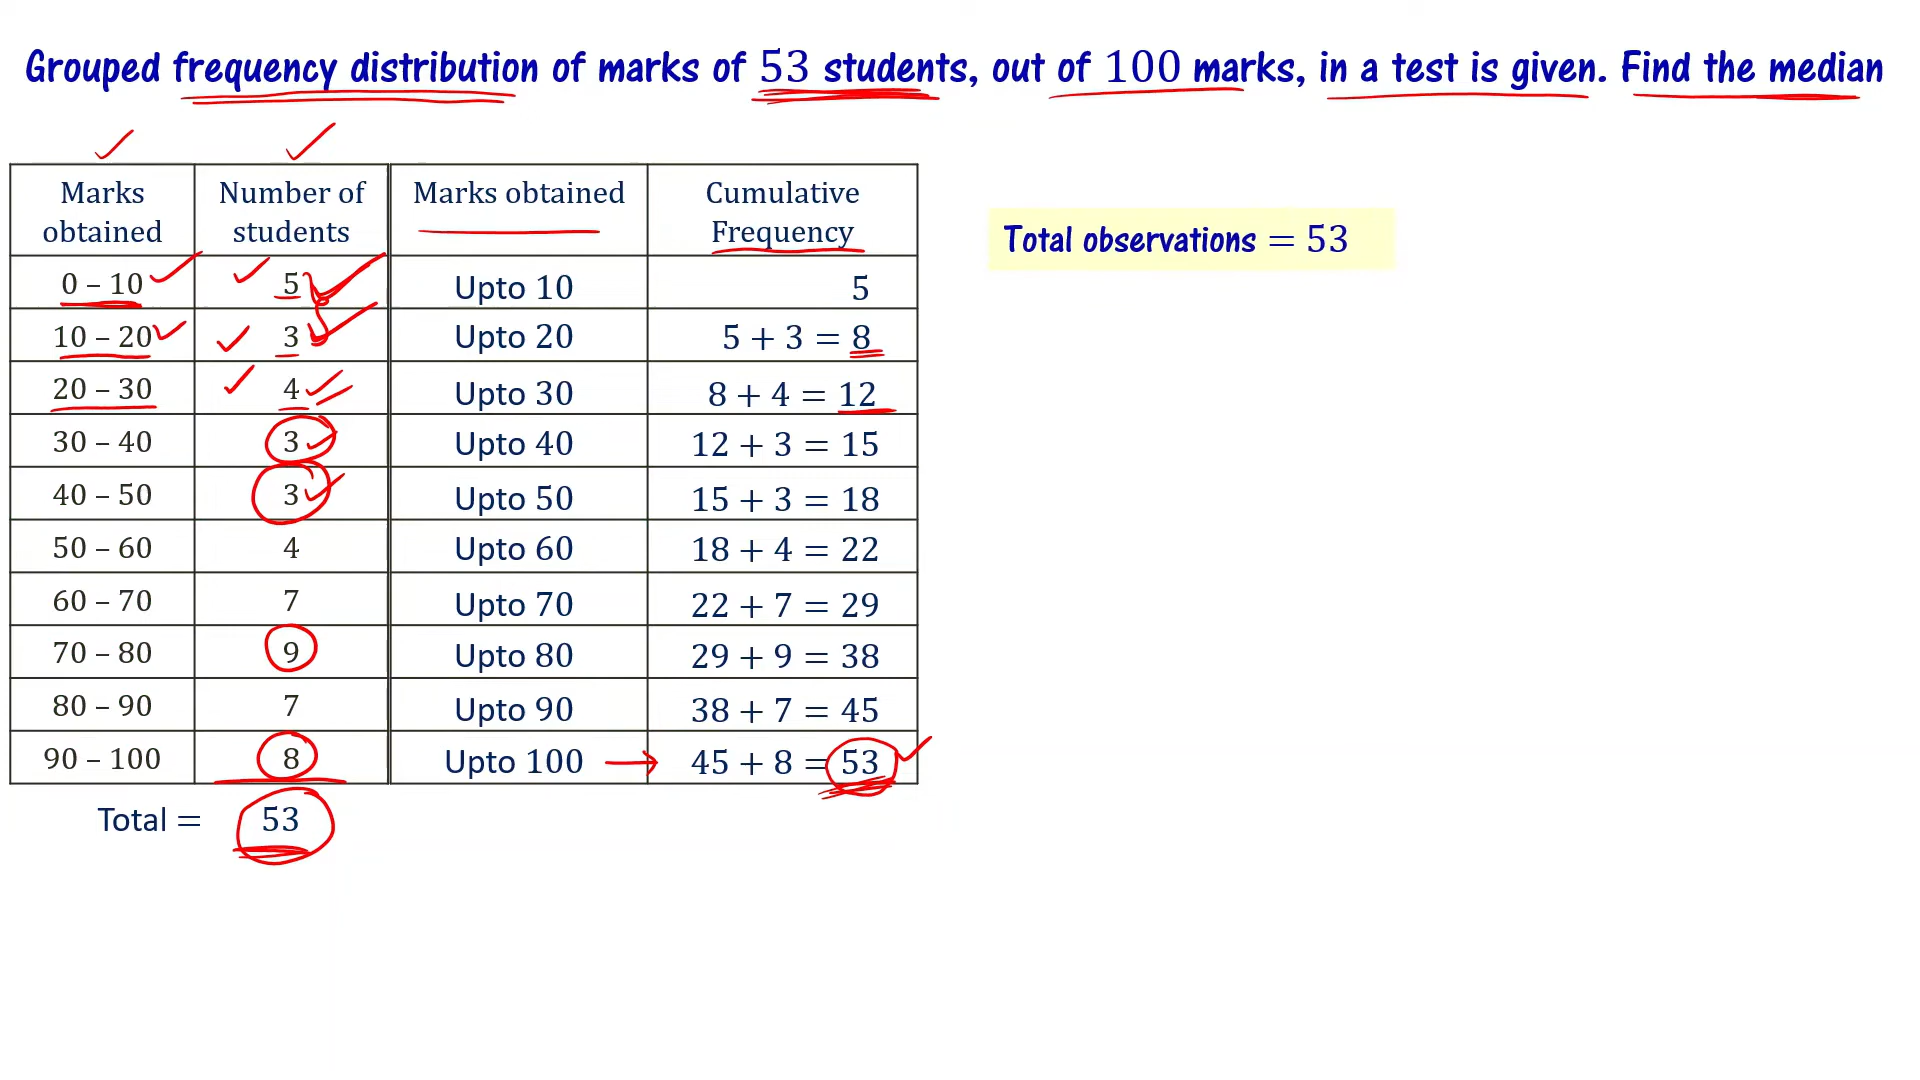 Grouped frequency distribution of marks of 53 students, out of 100 marks, in a test is given. Find the median
Marks obtained | Number of students | Marks obtained | Cumulative Frequency
0 – 10 | 5 | Upto 10 | 5
10 – 20 | 3 | Upto 20 | 5 + 3 = 8
20 – 30 | 4 | Upto 30 | 8 + 4 = 12
30 – 40 | 3 | Upto 40 | 12 + 3 = 15
40 – 50 | 3 | Upto 50 | 15 + 3 = 18
50 – 60 | 4 | Upto 60 | 18 + 4 = 22
60 – 70 | 7 | Upto 70 | 22 + 7 = 29
70 – 80 | 9 | Upto 80 | 29 + 9 = 38
80 – 90 | 7 | Upto 90 | 38 + 7 = 45
90 – 100 | 8 | Upto 100 | 45 + 8 = 53
Total = 53
Total observations = 53